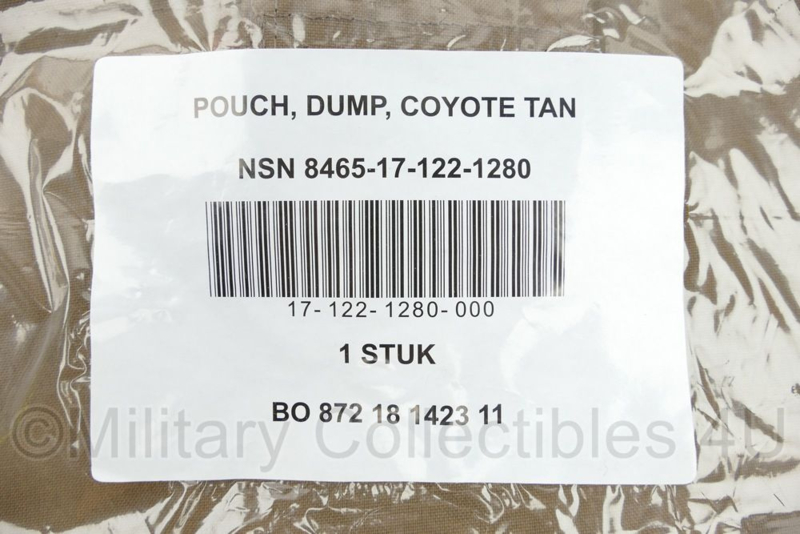 POUCH, DUMP, COYOTE TAN
NSN 8465-17-122-1280
17-122-1280-000
1 STUK
BO 872 18 1423 11
©Military Collectibles 4U